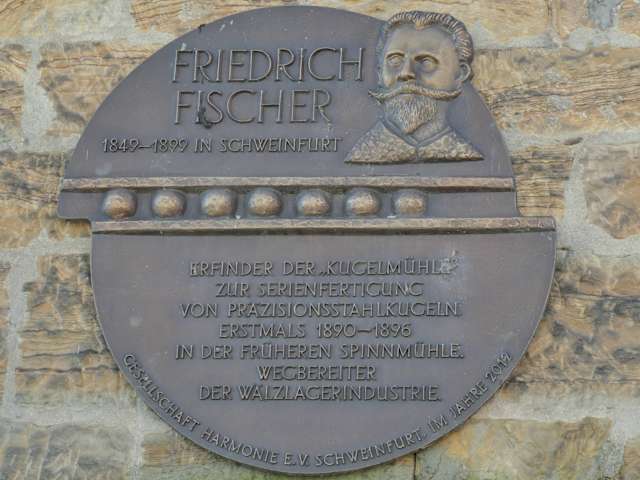 FRIEDRICH
FISCHER
1849–1899 IN SCHWEINFURT
ERFINDER DER „KUGELMÜHLE“
ZUR SERIENFERTIGUNG
VON PRÄZISIONSSTAHLKUGELN.
ERSTMALS 1890–1896
IN DER FRÜHEREN SPINNMÜHLE.
WEGBEREITER
DER WÄLZLAGERINDUSTRIE.
GESELLSCHAFT HARMONIE E.V. SCHWEINFURT, IM JAHRE 2012